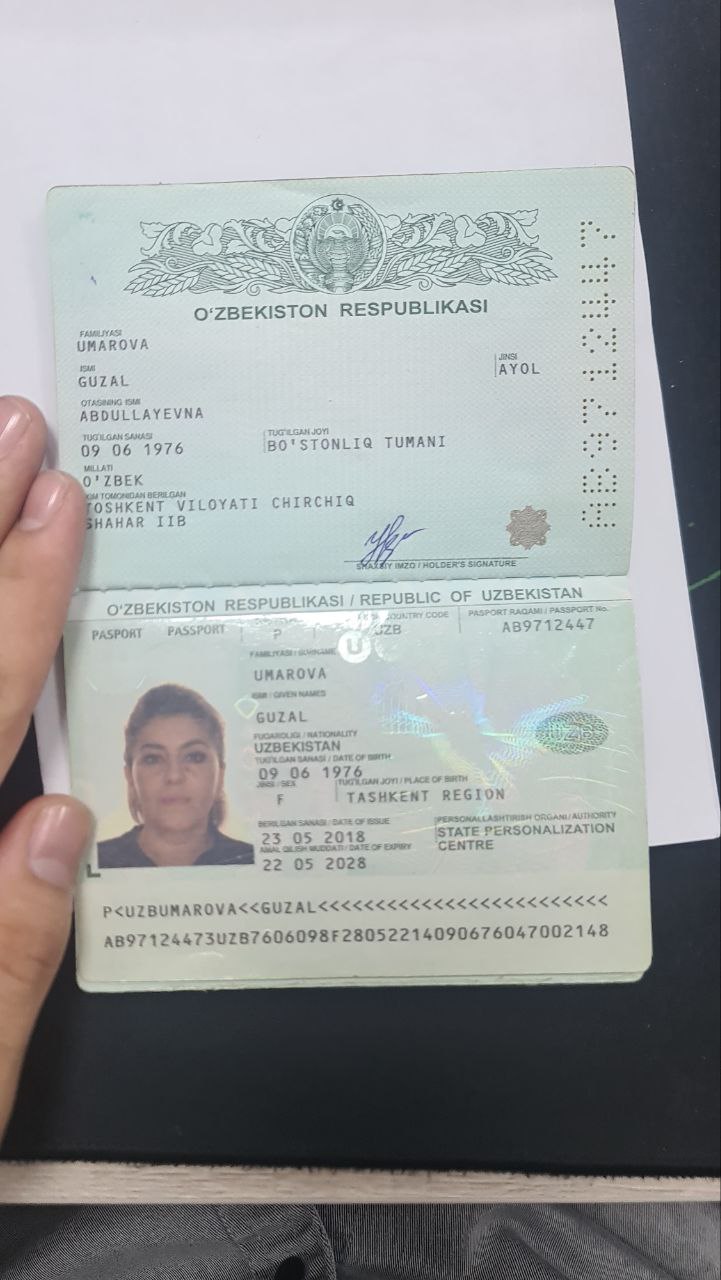 O'ZBEKISTON RESPUBLIKASI
FAMILIYASI
UMAROVA
ISMI
GUZAL
JINSI
AYOL
OTASINING ISMI
ABDULLAYEVNA
TUG'ILGAN SANASI
09 06 1976
TUG'ILGAN JOYI
BO'STONLIQ TUMANI
MILLATI
O'ZBEK
KIM TOMONIDAN BERILGAN
TOSHKENT VILOYATI CHIRCHIQ
SHAHAR IIB
SHAXSIY IMZO / HOLDER'S SIGNATURE
AB9712447
O'ZBEKISTON RESPUBLIKASI / REPUBLIC OF UZBEKISTAN
PASPORT PASSPORT
P
COUNTRY CODE
UZB
PASPORT RAQAMI / PASSPORT No.
AB9712447
FAMILIYASI / SURNAME
UMAROVA
ISMI / GIVEN NAMES
GUZAL
FUQAROLIGI / NATIONALITY
UZBEKISTAN
TUG'ILGAN SANASI / DATE OF BIRTH
09 06 1976
JINSI / SEX
F
TUG'ILGAN JOYI / PLACE OF BIRTH
TASHKENT REGION
BERILGAN SANASI / DATE OF ISSUE
23 05 2018
AMAL QILISH MUDDATI / DATE OF EXPIRY
22 05 2028
PERSONALLASHTIRISH ORGANI / AUTHORITY
STATE PERSONALIZATION
CENTRE
UZB
P<UZBUMAROVA<<GUZAL<<<<<<<<<<<<<<<<<<<<<<<<<
AB97124473UZB7606098F28052214090676047002148